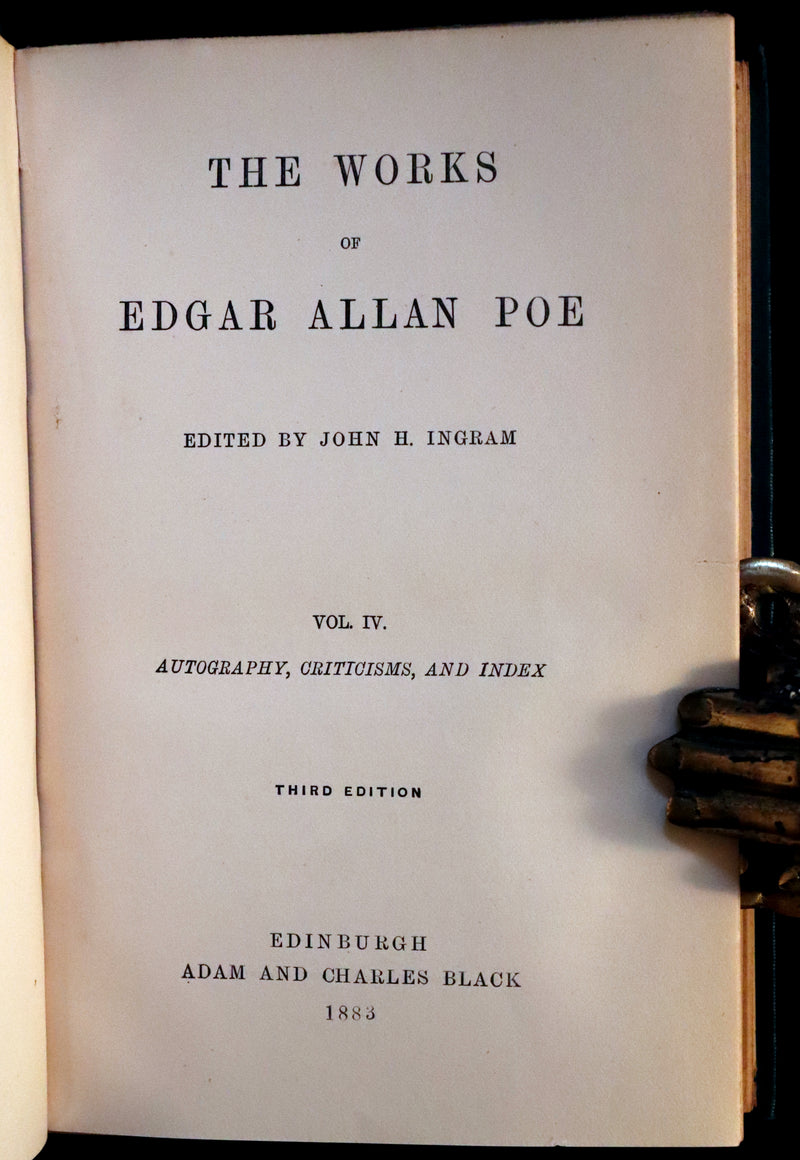 THE WORKS
OF
EDGAR ALLAN POE
EDITED BY JOHN H. INGRAM
VOL. IV.
AUTOGRAPHY, CRITICISMS, AND INDEX
THIRD EDITION
EDINBURGH
ADAM AND CHARLES BLACK
1883